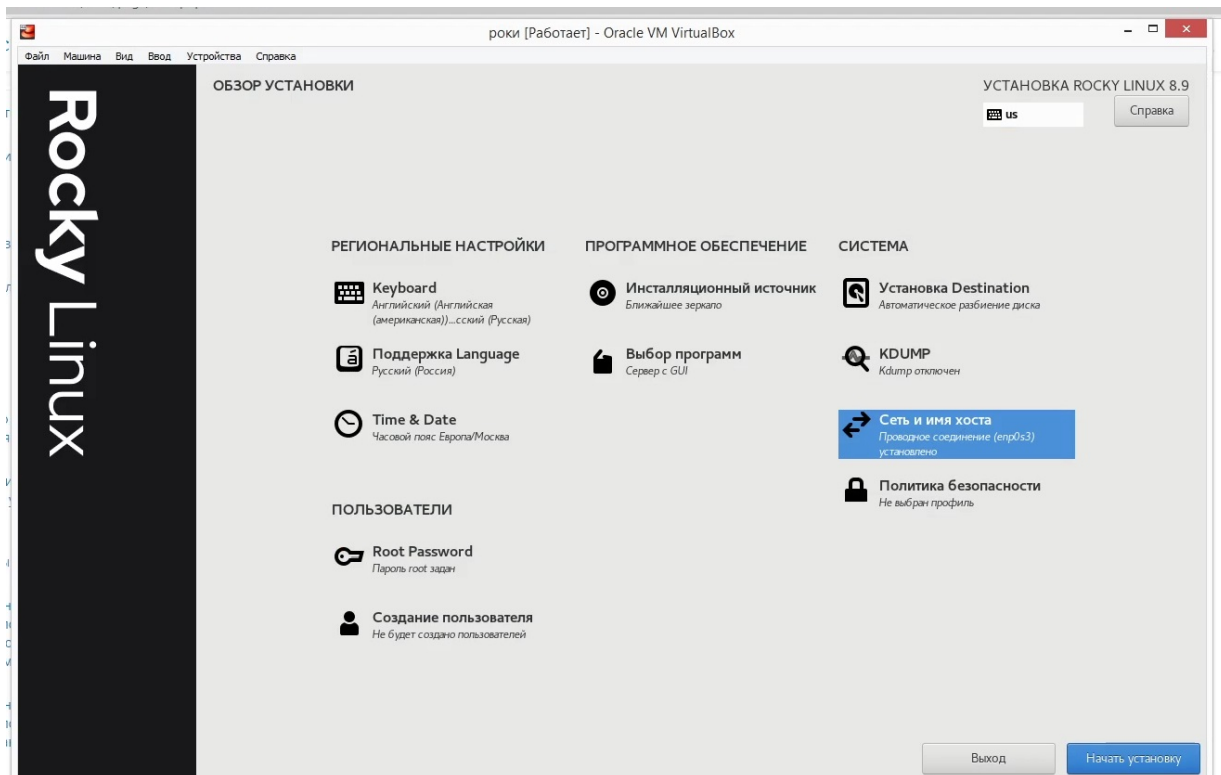 роки [Работает] - Oracle VM VirtualBox
Файл Машина Вид Ввод Устройства Справка
Rocky Linux
ОБЗОР УСТАНОВКИ
УСТАНОВКА ROCKY LINUX 8.9
us
Справка
РЕГИОНАЛЬНЫЕ НАСТРОЙКИ
Keyboard
Английский (Английская
(американская))...сский (Русская)
Поддержка Language
Русский (Россия)
Time & Date
Часовой пояс Европа/Москва
ПРОГРАММНОЕ ОБЕСПЕЧЕНИЕ
Инсталляционный источник
Ближайшее зеркало
Выбор программ
Сервер с GUI
СИСТЕМА
Установка Destination
Автоматическое разбиение диска
KDUMP
Kdump отключен
Сеть и имя хоста
Проводное соединение (enp0s3)
установлено
Политика безопасности
Не выбран профиль
ПОЛЬЗОВАТЕЛИ
Root Password
Пароль root задан
Создание пользователя
Не будет создано пользователей
Выход
Начать установку